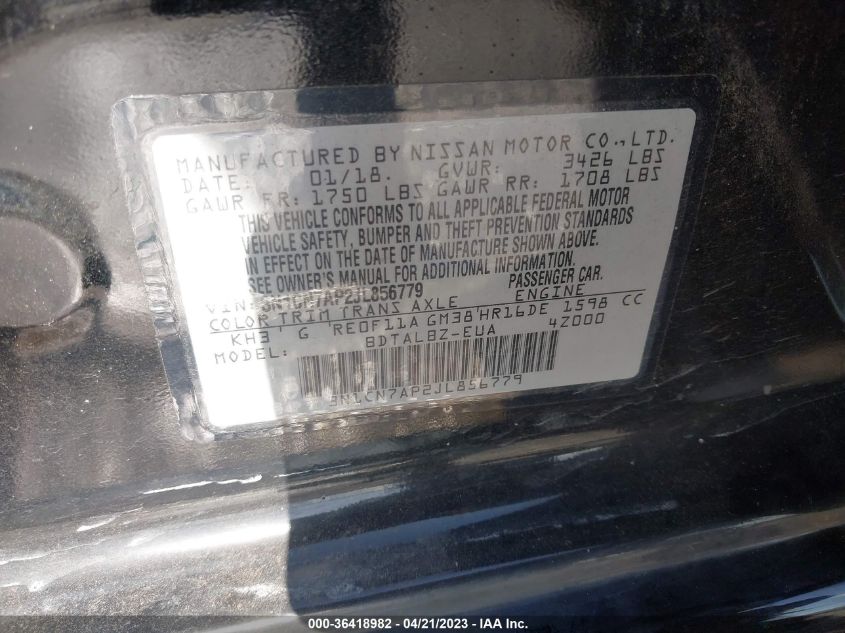 MANUFACTURED BY NISSAN MOTOR CO., LTD.
DATE: 01/18. GVWR: 3426 LBS
GAWR FR: 1750 LBS GAWR RR: 1708 LBS
THIS VEHICLE CONFORMS TO ALL APPLICABLE FEDERAL MOTOR
VEHICLE SAFETY, BUMPER AND THEFT PREVENTION STANDARDS
IN EFFECT ON THE DATE OF MANUFACTURE SHOWN ABOVE.
SEE OWNER'S MANUAL FOR ADDITIONAL INFORMATION.
VIN: 3N1CN7AP2JL856779 PASSENGER CAR.
COLOR TRIM TRANS AXLE ENGINE
KH3 G RE0F11A GM38 HR16DE 1598 CC
MODEL: BDTALBZ-EUA 4Z000
3N1CN7AP2JL856779
000-36418982 - 04/21/2023 - IAA Inc.